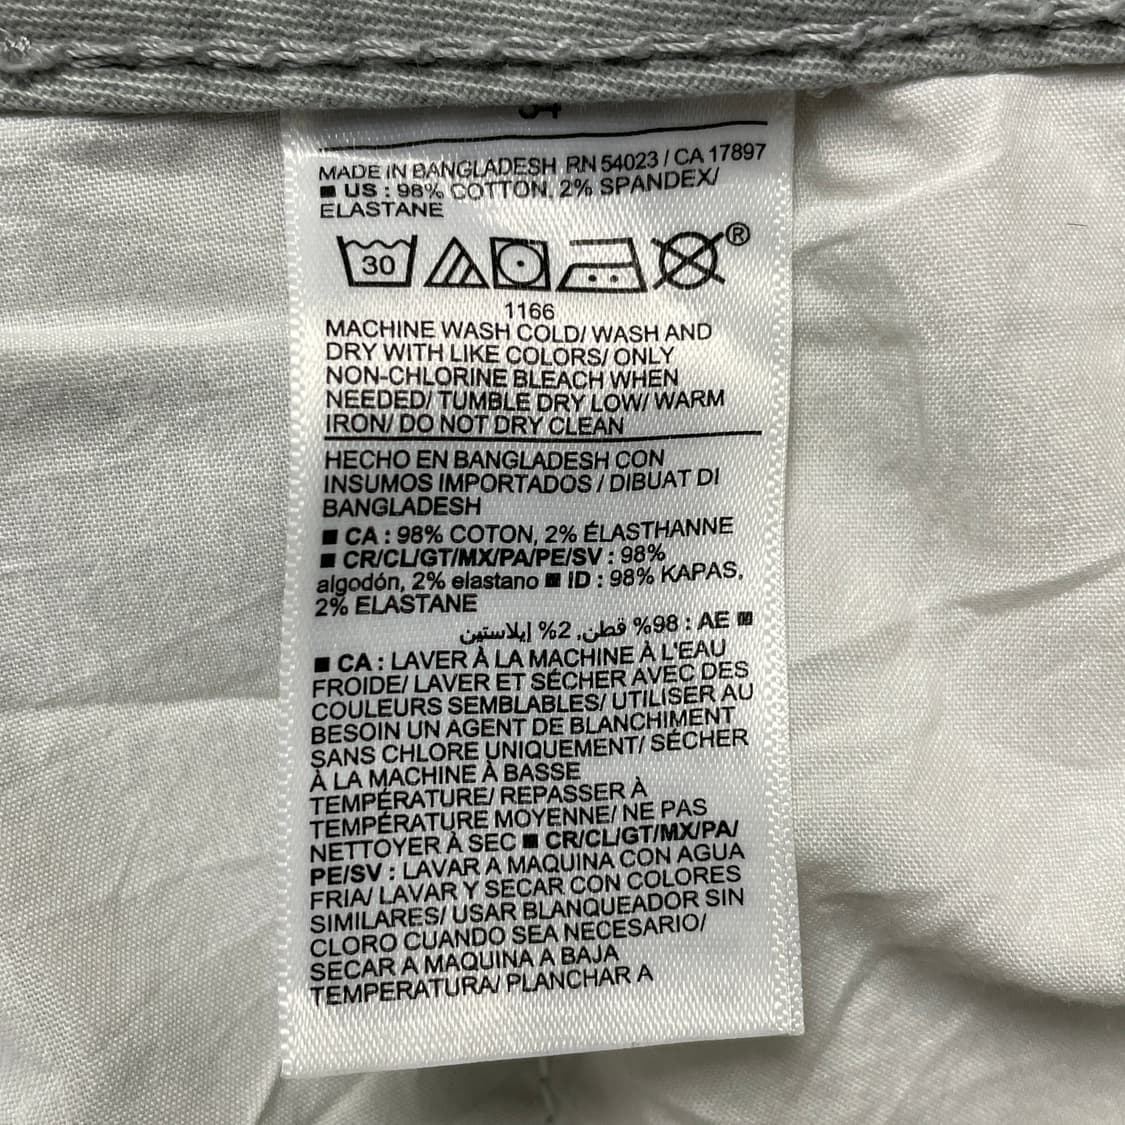 MADE IN BANGLADESH RN 54023 / CA 17897
■ US : 98% COTTON, 2% SPANDEX/
ELASTANE
30
®
1166
MACHINE WASH COLD/ WASH AND
DRY WITH LIKE COLORS/ ONLY
NON-CHLORINE BLEACH WHEN
NEEDED/ TUMBLE DRY LOW/ WARM
IRON/ DO NOT DRY CLEAN
HECHO EN BANGLADESH CON
INSUMOS IMPORTADOS / DIBUAT DI
BANGLADESH
■ CA : 98% COTON, 2% ÉLASTHANNE
■ CR/CL/GT/MX/PA/PE/SV : 98%
algodón, 2% elastano ■ ID : 98% KAPAS,
2% ELASTANE
■ AE : 98% قطن, 2% إيلاستين
■ CA : LAVER À LA MACHINE À L'EAU
FROIDE/ LAVER ET SÉCHER AVEC DES
COULEURS SEMBLABLES/ UTILISER AU
BESOIN UN AGENT DE BLANCHIMENT
SANS CHLORE UNIQUEMENT/ SÉCHER
À LA MACHINE À BASSE
TEMPÉRATURE/ REPASSER À
TEMPÉRATURE MOYENNE/ NE PAS
NETTOYER À SEC ■ CR/CL/GT/MX/PA/
PE/SV : LAVAR A MAQUINA CON AGUA
FRIA/ LAVAR Y SECAR CON COLORES
SIMILARES/ USAR BLANQUEADOR SIN
CLORO CUANDO SEA NECESARIO/
SECAR A MAQUINA A BAJA
TEMPERATURA/ PLANCHAR A